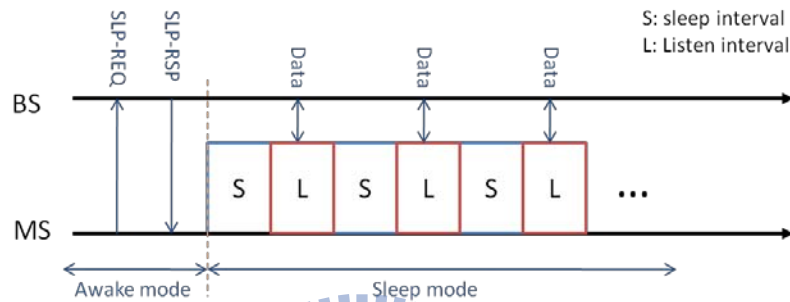 SLP-REQ
SLP-RSP
Data
Data
Data
S: sleep interval
L: Listen interval
BS
S L S L S L ...
MS
Awake mode
Sleep mode